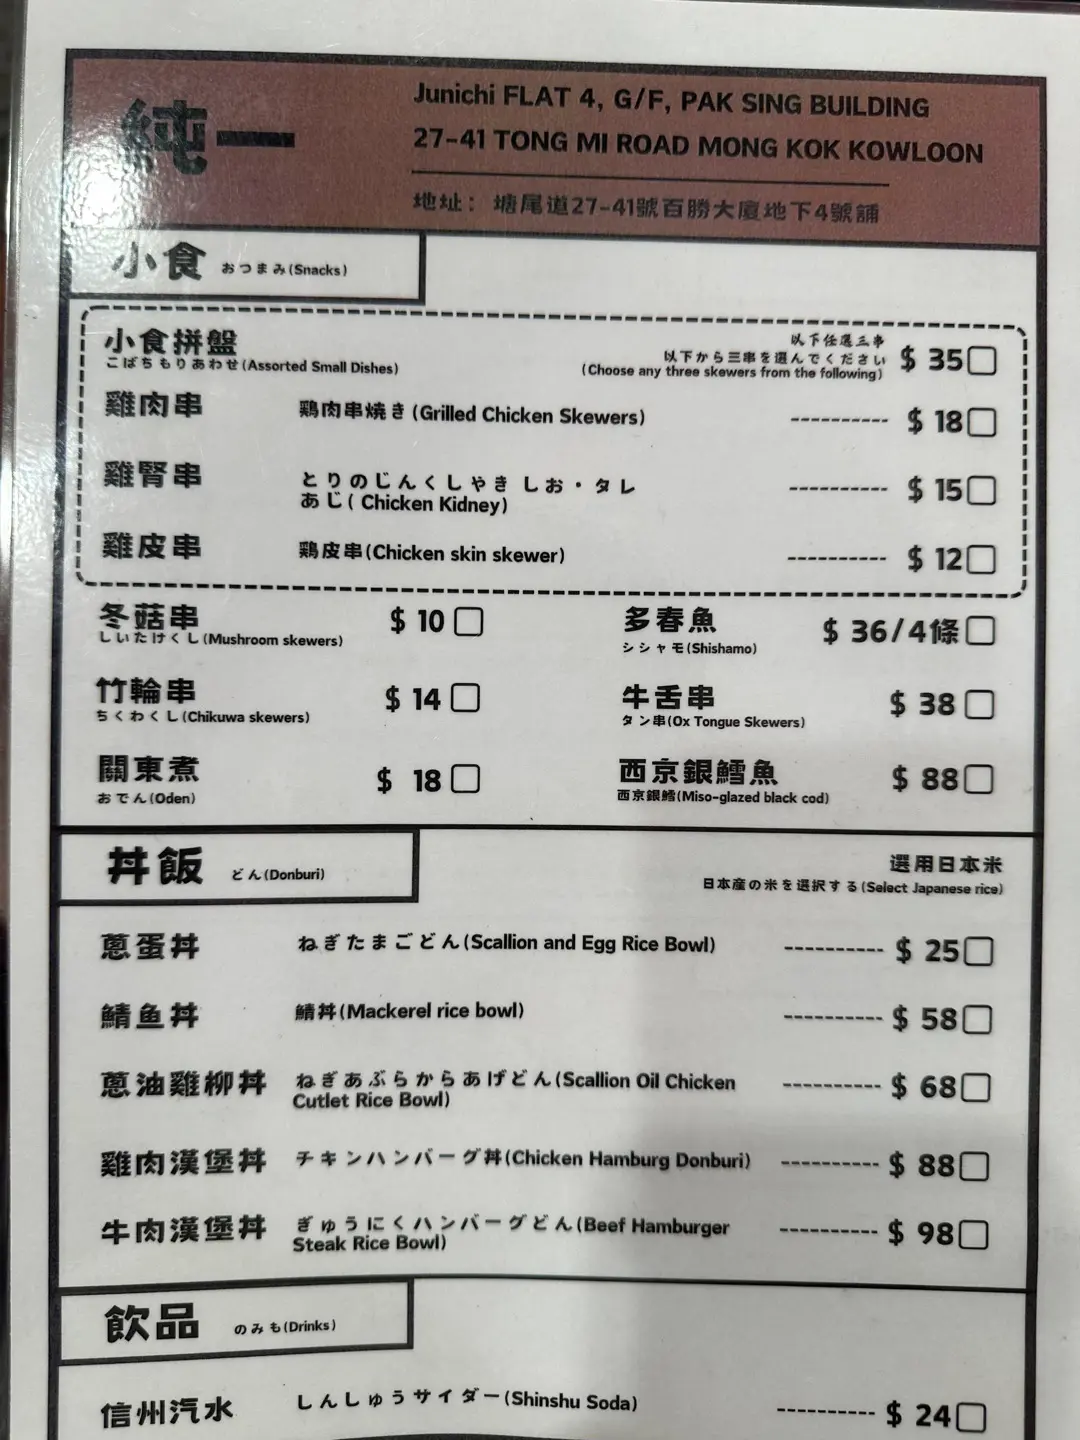 純一
Junichi FLAT 4, G/F, PAK SING BUILDING
27-41 TONG MI ROAD MONG KOK KOWLOON
地址：塘尾道27-41號百勝大廈地下4號舖
小食 おつまみ(Snacks)
小食拼盤
こばちもりあわせ(Assorted Small Dishes)
以下任選三串
以下から三串を選んでください
(Choose any three skewers from the following)
$ 35
雞肉串 鶏肉串焼き(Grilled Chicken Skewers) ---------- $ 18
雞腎串 とりのじんくしゃき しお・タレ
あじ( Chicken Kidney) ---------- $ 15
雞皮串 鶏皮串(Chicken skin skewer) ---------- $ 12
冬菇串 $ 10
しいたけくし(Mushroom skewers)
多春魚 $ 36/4條
シシャモ(Shishamo)
竹輪串 $ 14
ちくわくし(Chikuwa skewers)
牛舌串 $ 38
タン串(Ox Tongue Skewers)
關東煮 $ 18
おでん(Oden)
西京銀鱈魚 $ 88
西京銀鱈(Miso-glazed black cod)
丼飯 どん(Donburi)
選用日本米
日本産の米を選択する(Select Japanese rice)
蔥蛋丼 ねぎたまごどん(Scallion and Egg Rice Bowl) ---------- $ 25
鯖魚丼 鯖丼(Mackerel rice bowl) ---------- $ 58
蔥油雞柳丼 ねぎあぶらからあげどん(Scallion Oil Chicken
Cutlet Rice Bowl) ---------- $ 68
雞肉漢堡丼 チキンハンバーグ丼(Chicken Hamburg Donburi) ---------- $ 88
牛肉漢堡丼 ぎゅうにくハンバーグどん(Beef Hamburger
Steak Rice Bowl) ---------- $ 98
飲品 のみも(Drinks)
信州汽水 しんしゅうサイダー(Shinshu Soda) ---------- $ 24